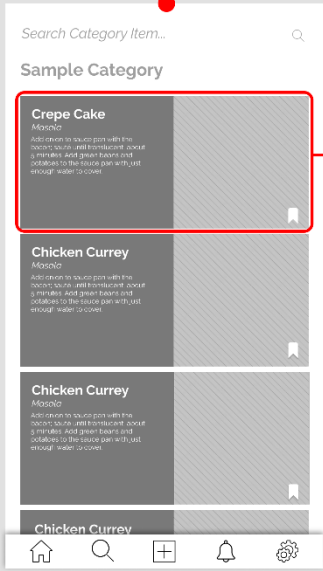 Search Category Item...
Sample Category
Crepe Cake
Masala
Add onion to sauce pan with the
bacon; saute until translucent, about
5 minutes. Add green beans and
potatoes to the sauce pan with just
enough water to cover.
Chicken Currey
Masala
Add onion to sauce pan with the
bacon; saute until translucent, about
5 minutes. Add green beans and
potatoes to the sauce pan with just
enough water to cover.
Chicken Currey
Masala
Add onion to sauce pan with the
bacon; saute until translucent, about
5 minutes. Add green beans and
potatoes to the sauce pan with just
enough water to cover.
Chicken Currey